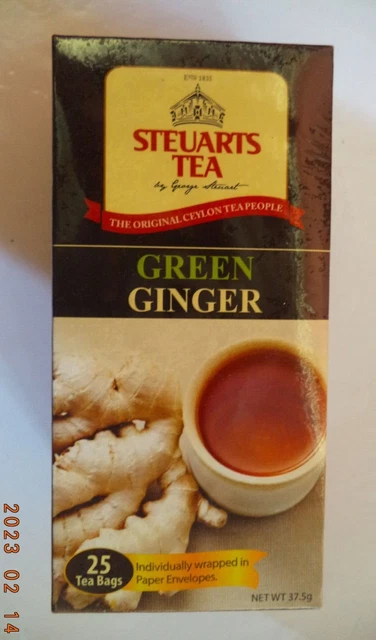 ESTD 1835
STEUARTS
TEA
by George Steuart
THE ORIGINAL CEYLON TEA PEOPLE
GREEN
GINGER
25
Tea Bags
Individually wrapped in
Paper Envelopes.
NET WT 37.5g
2023 02 14